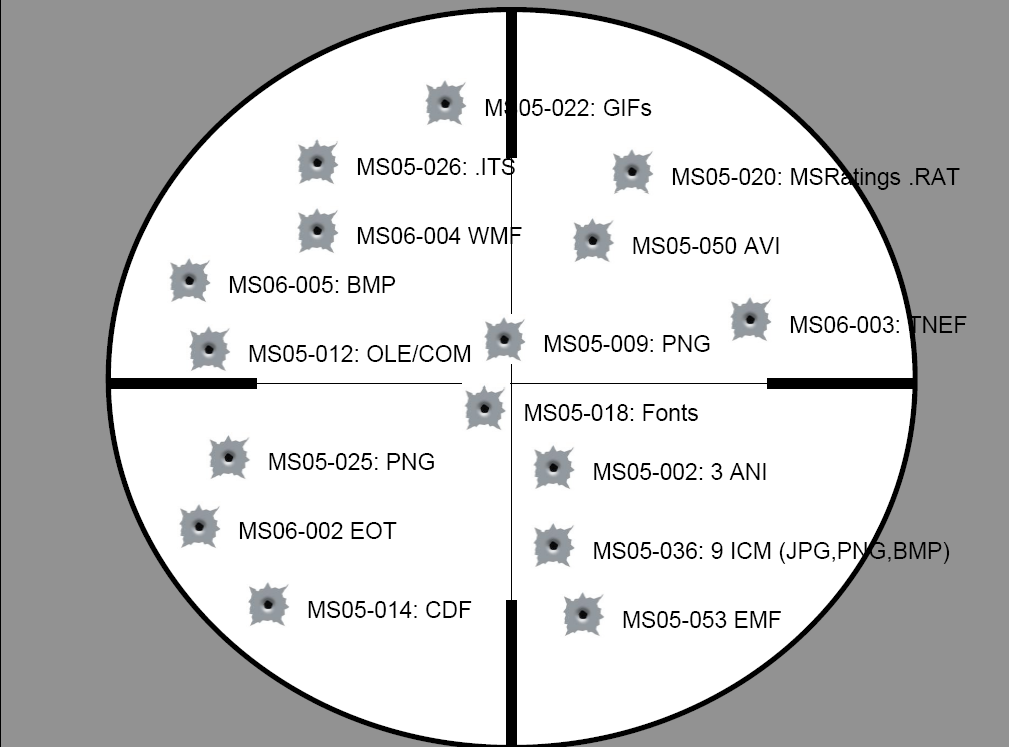 MS05-022: GIFs
MS05-026: .ITS
MS05-020: MSRatings .RAT
MS06-004 WMF
MS05-050 AVI
MS06-005: BMP
MS06-003: TNEF
MS05-012: OLE/COM
MS05-009: PNG
MS05-018: Fonts
MS05-025: PNG
MS05-002: 3 ANI
MS06-002 EOT
MS05-036: 9 ICM (JPG,PNG,BMP)
MS05-014: CDF
MS05-053 EMF